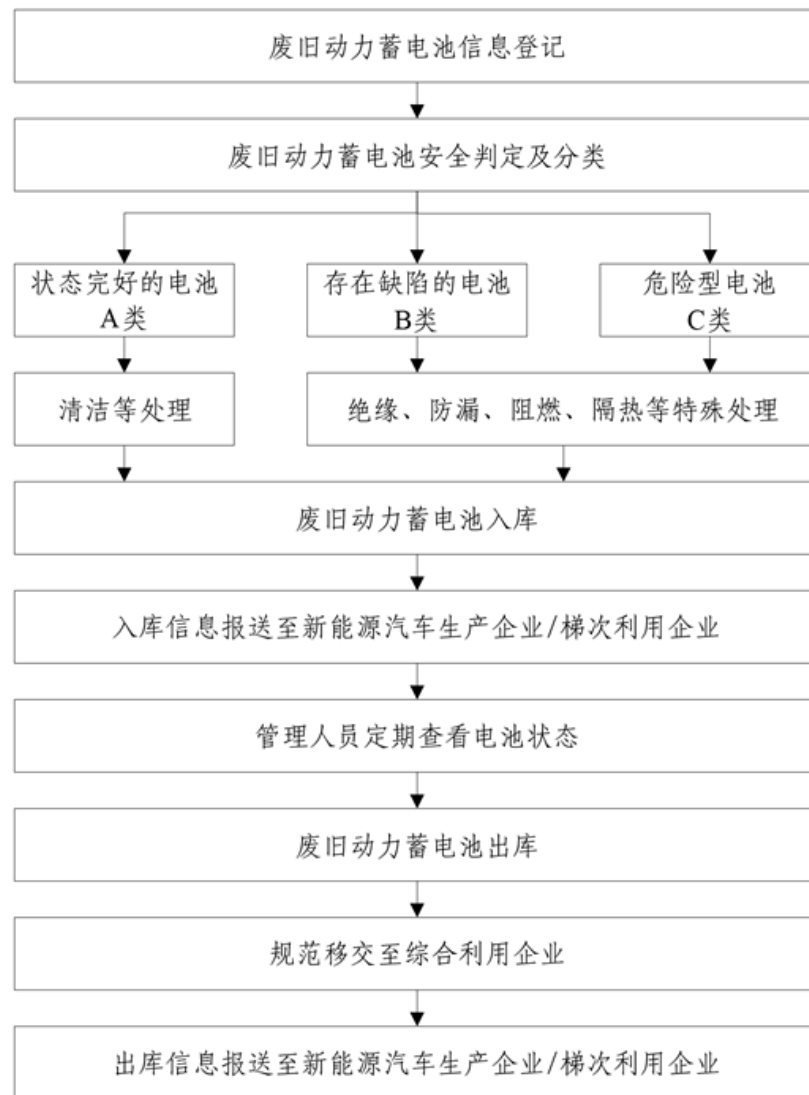 废旧动力蓄电池信息登记
废旧动力蓄电池安全判定及分类
状态完好的电池
A类
存在缺陷的电池
B类
危险型电池
C类
清洁等处理
绝缘、防漏、阻燃、隔热等特殊处理
废旧动力蓄电池入库
入库信息报送至新能源汽车生产企业/梯次利用企业
管理人员定期查看电池状态
废旧动力蓄电池出库
规范移交至综合利用企业
出库信息报送至新能源汽车生产企业/梯次利用企业